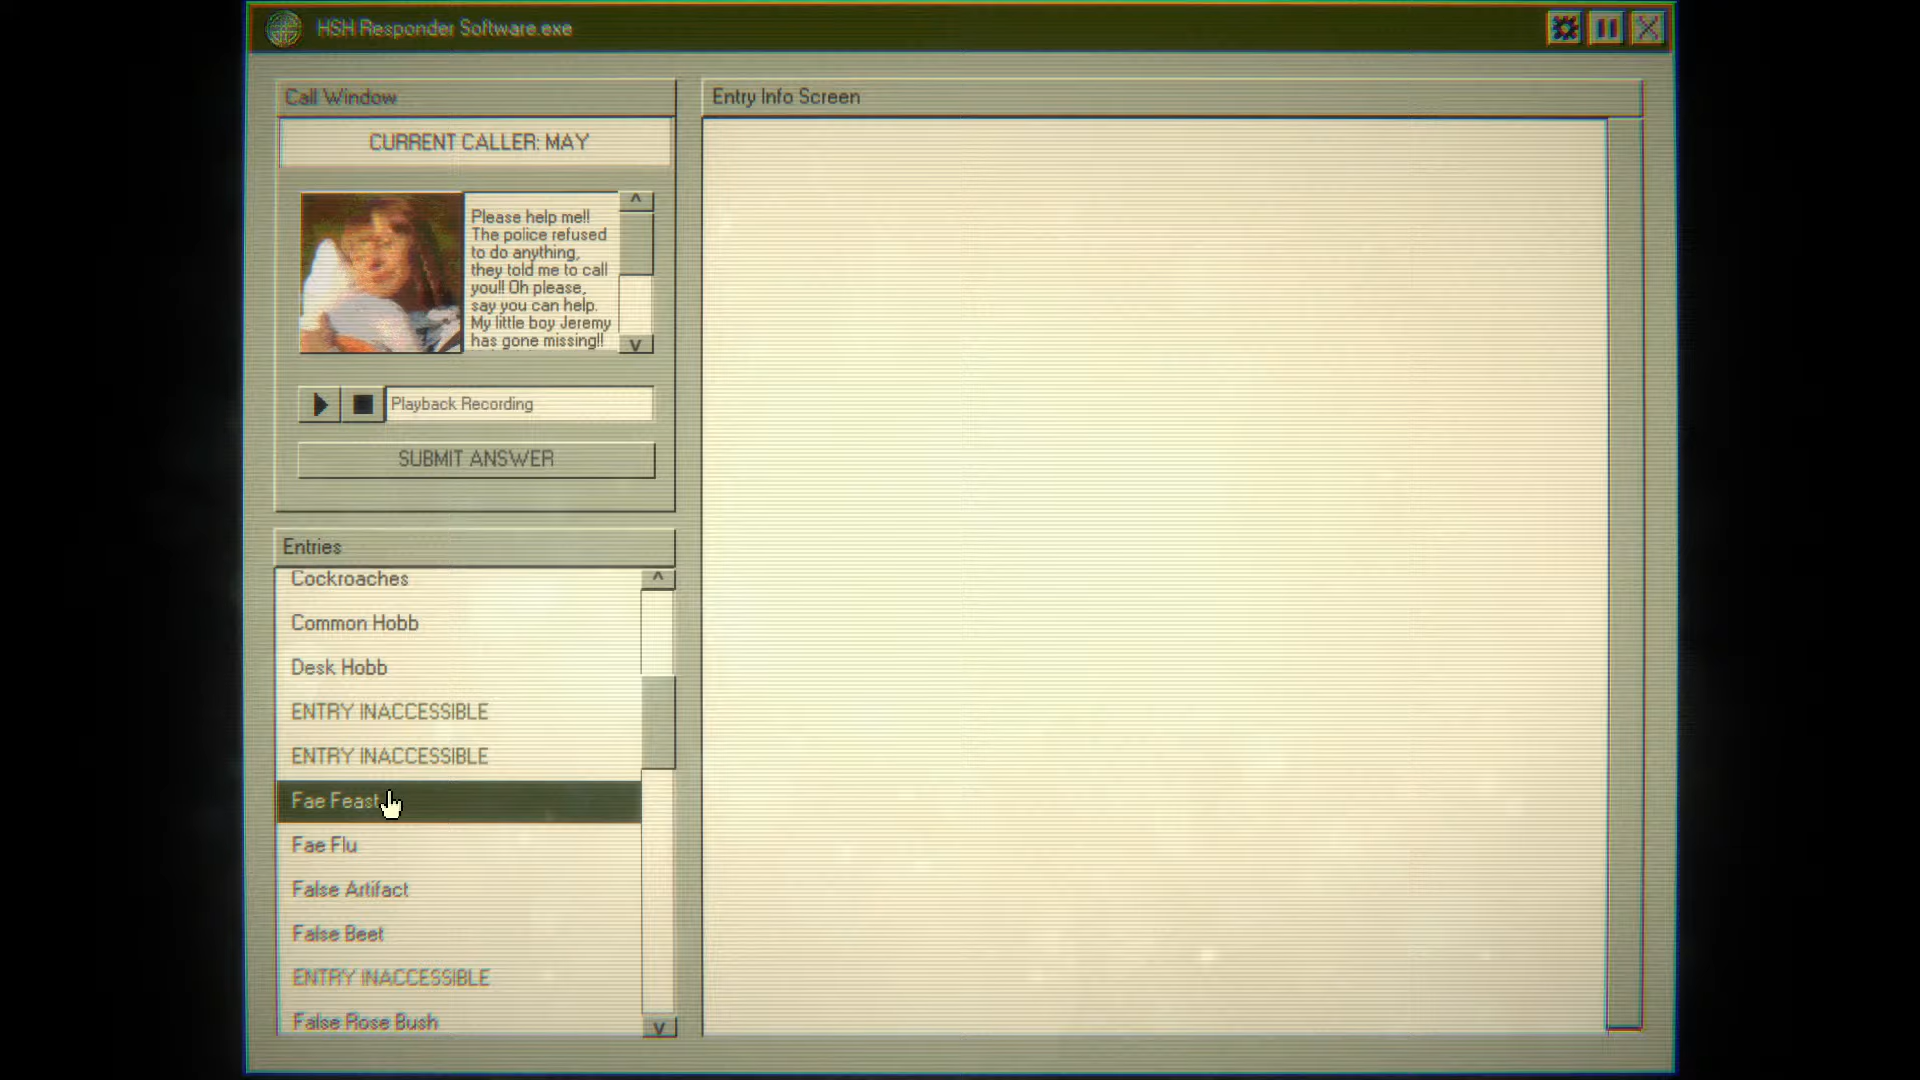 HSH Responder Software.exe
Call Window
CURRENT CALLER: MAY
Please help me!!
The police refused
to do anything,
they told me to call
you!! Oh please,
say you can help.
My little boy Jeremy
has gone missing!!
Playback Recording
SUBMIT ANSWER
Entries
Cockroaches
Common Hobb
Desk Hobb
ENTRY INACCESSIBLE
ENTRY INACCESSIBLE
Fae Feast
Fae Flu
False Artifact
False Beet
ENTRY INACCESSIBLE
False Rose Bush
Entry Info Screen